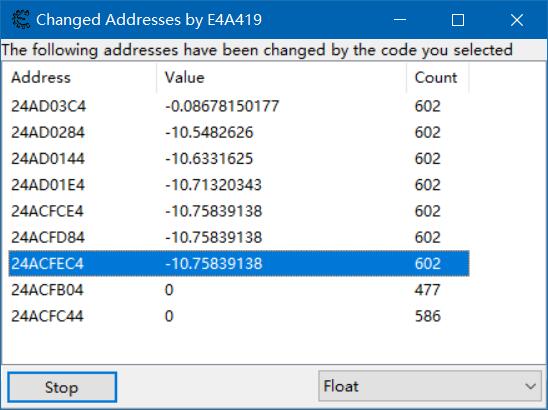 Changed Addresses by E4A419
The following addresses have been changed by the code you selected
Address Value Count
24AD03C4 -0.08678150177 602
24AD0284 -10.5482626 602
24AD0144 -10.6331625 602
24AD01E4 -10.71320343 602
24ACFCE4 -10.75839138 602
24ACFD84 -10.75839138 602
24ACFEC4 -10.75839138 602
24ACFB04 0 477
24ACFC44 0 586
Stop Float